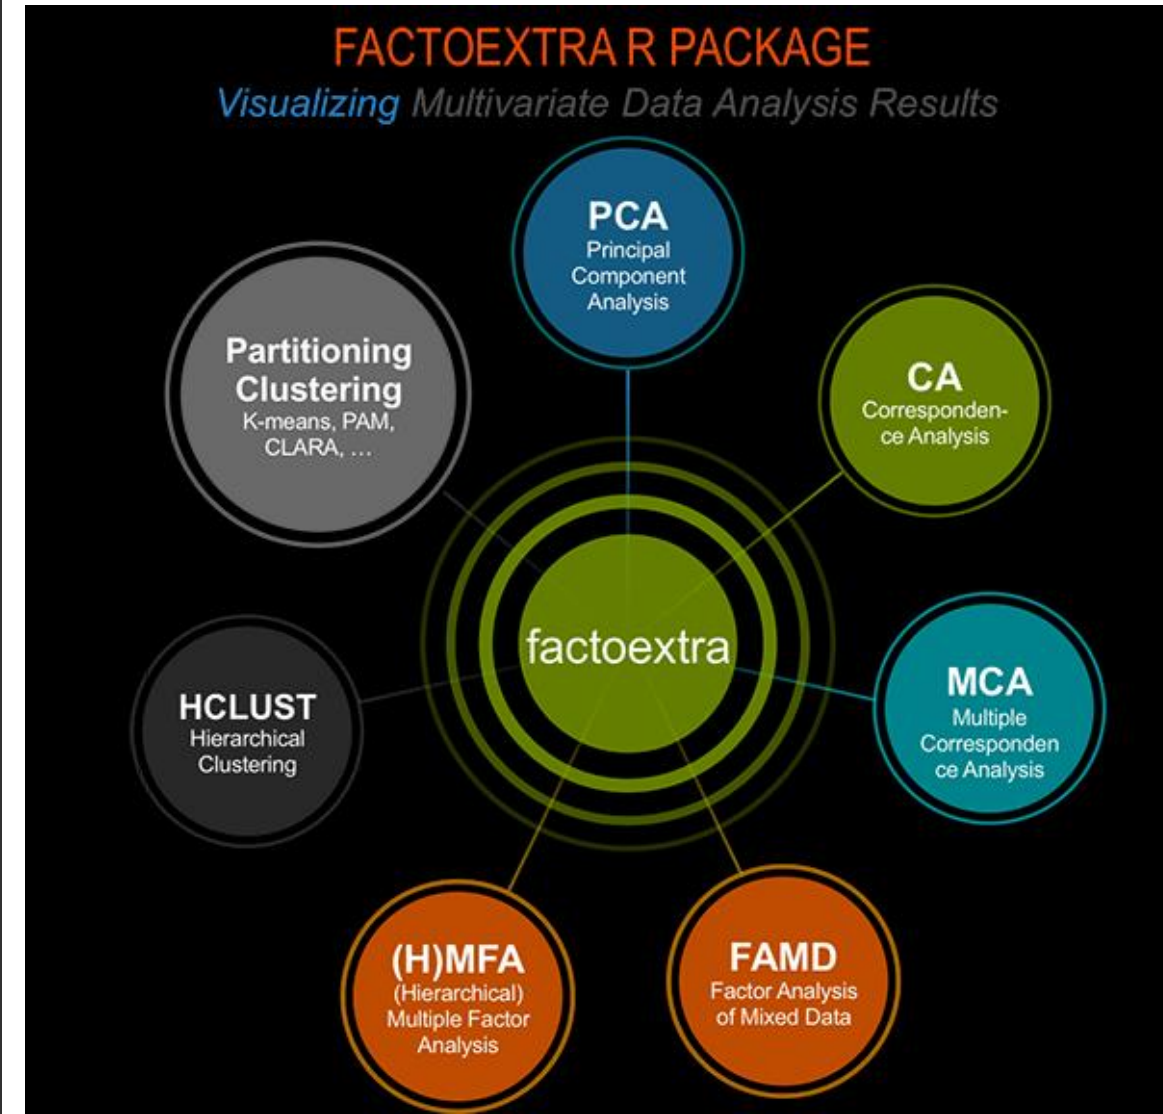 FACTOEXTRA R PACKAGE
Visualizing Multivariate Data Analysis Results
PCA
Principal
Component
Analysis
Partitioning
Clustering
K-means, PAM,
CLARA, ...
CA
Corresponden-
ce Analysis
factoextra
HCLUST
Hierarchical
Clustering
MCA
Multiple
Corresponden
ce Analysis
(H)MFA
(Hierarchical)
Multiple Factor
Analysis
FAMD
Factor Analysis
of Mixed Data